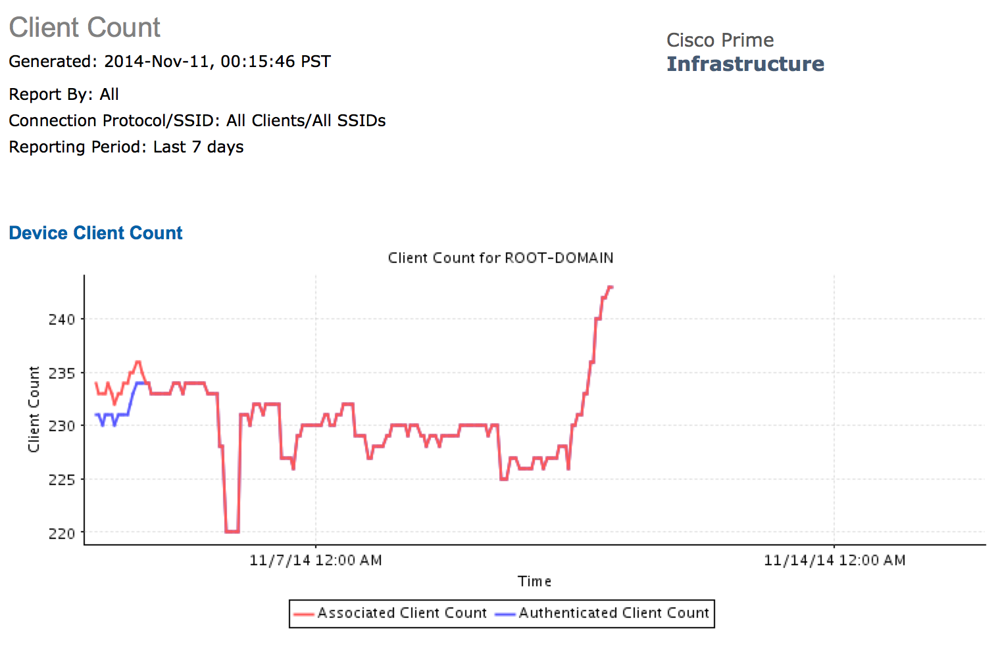 Client Count
Cisco Prime
Infrastructure
Generated: 2014-Nov-11, 00:15:46 PST
Report By: All
Connection Protocol/SSID: All Clients/All SSIDs
Reporting Period: Last 7 days
Device Client Count
Client Count for ROOT-DOMAIN
240
235
230
225
220
Client Count
11/7/14 12:00 AM
11/14/14 12:00 AM
Time
Associated Client Count
Authenticated Client Count